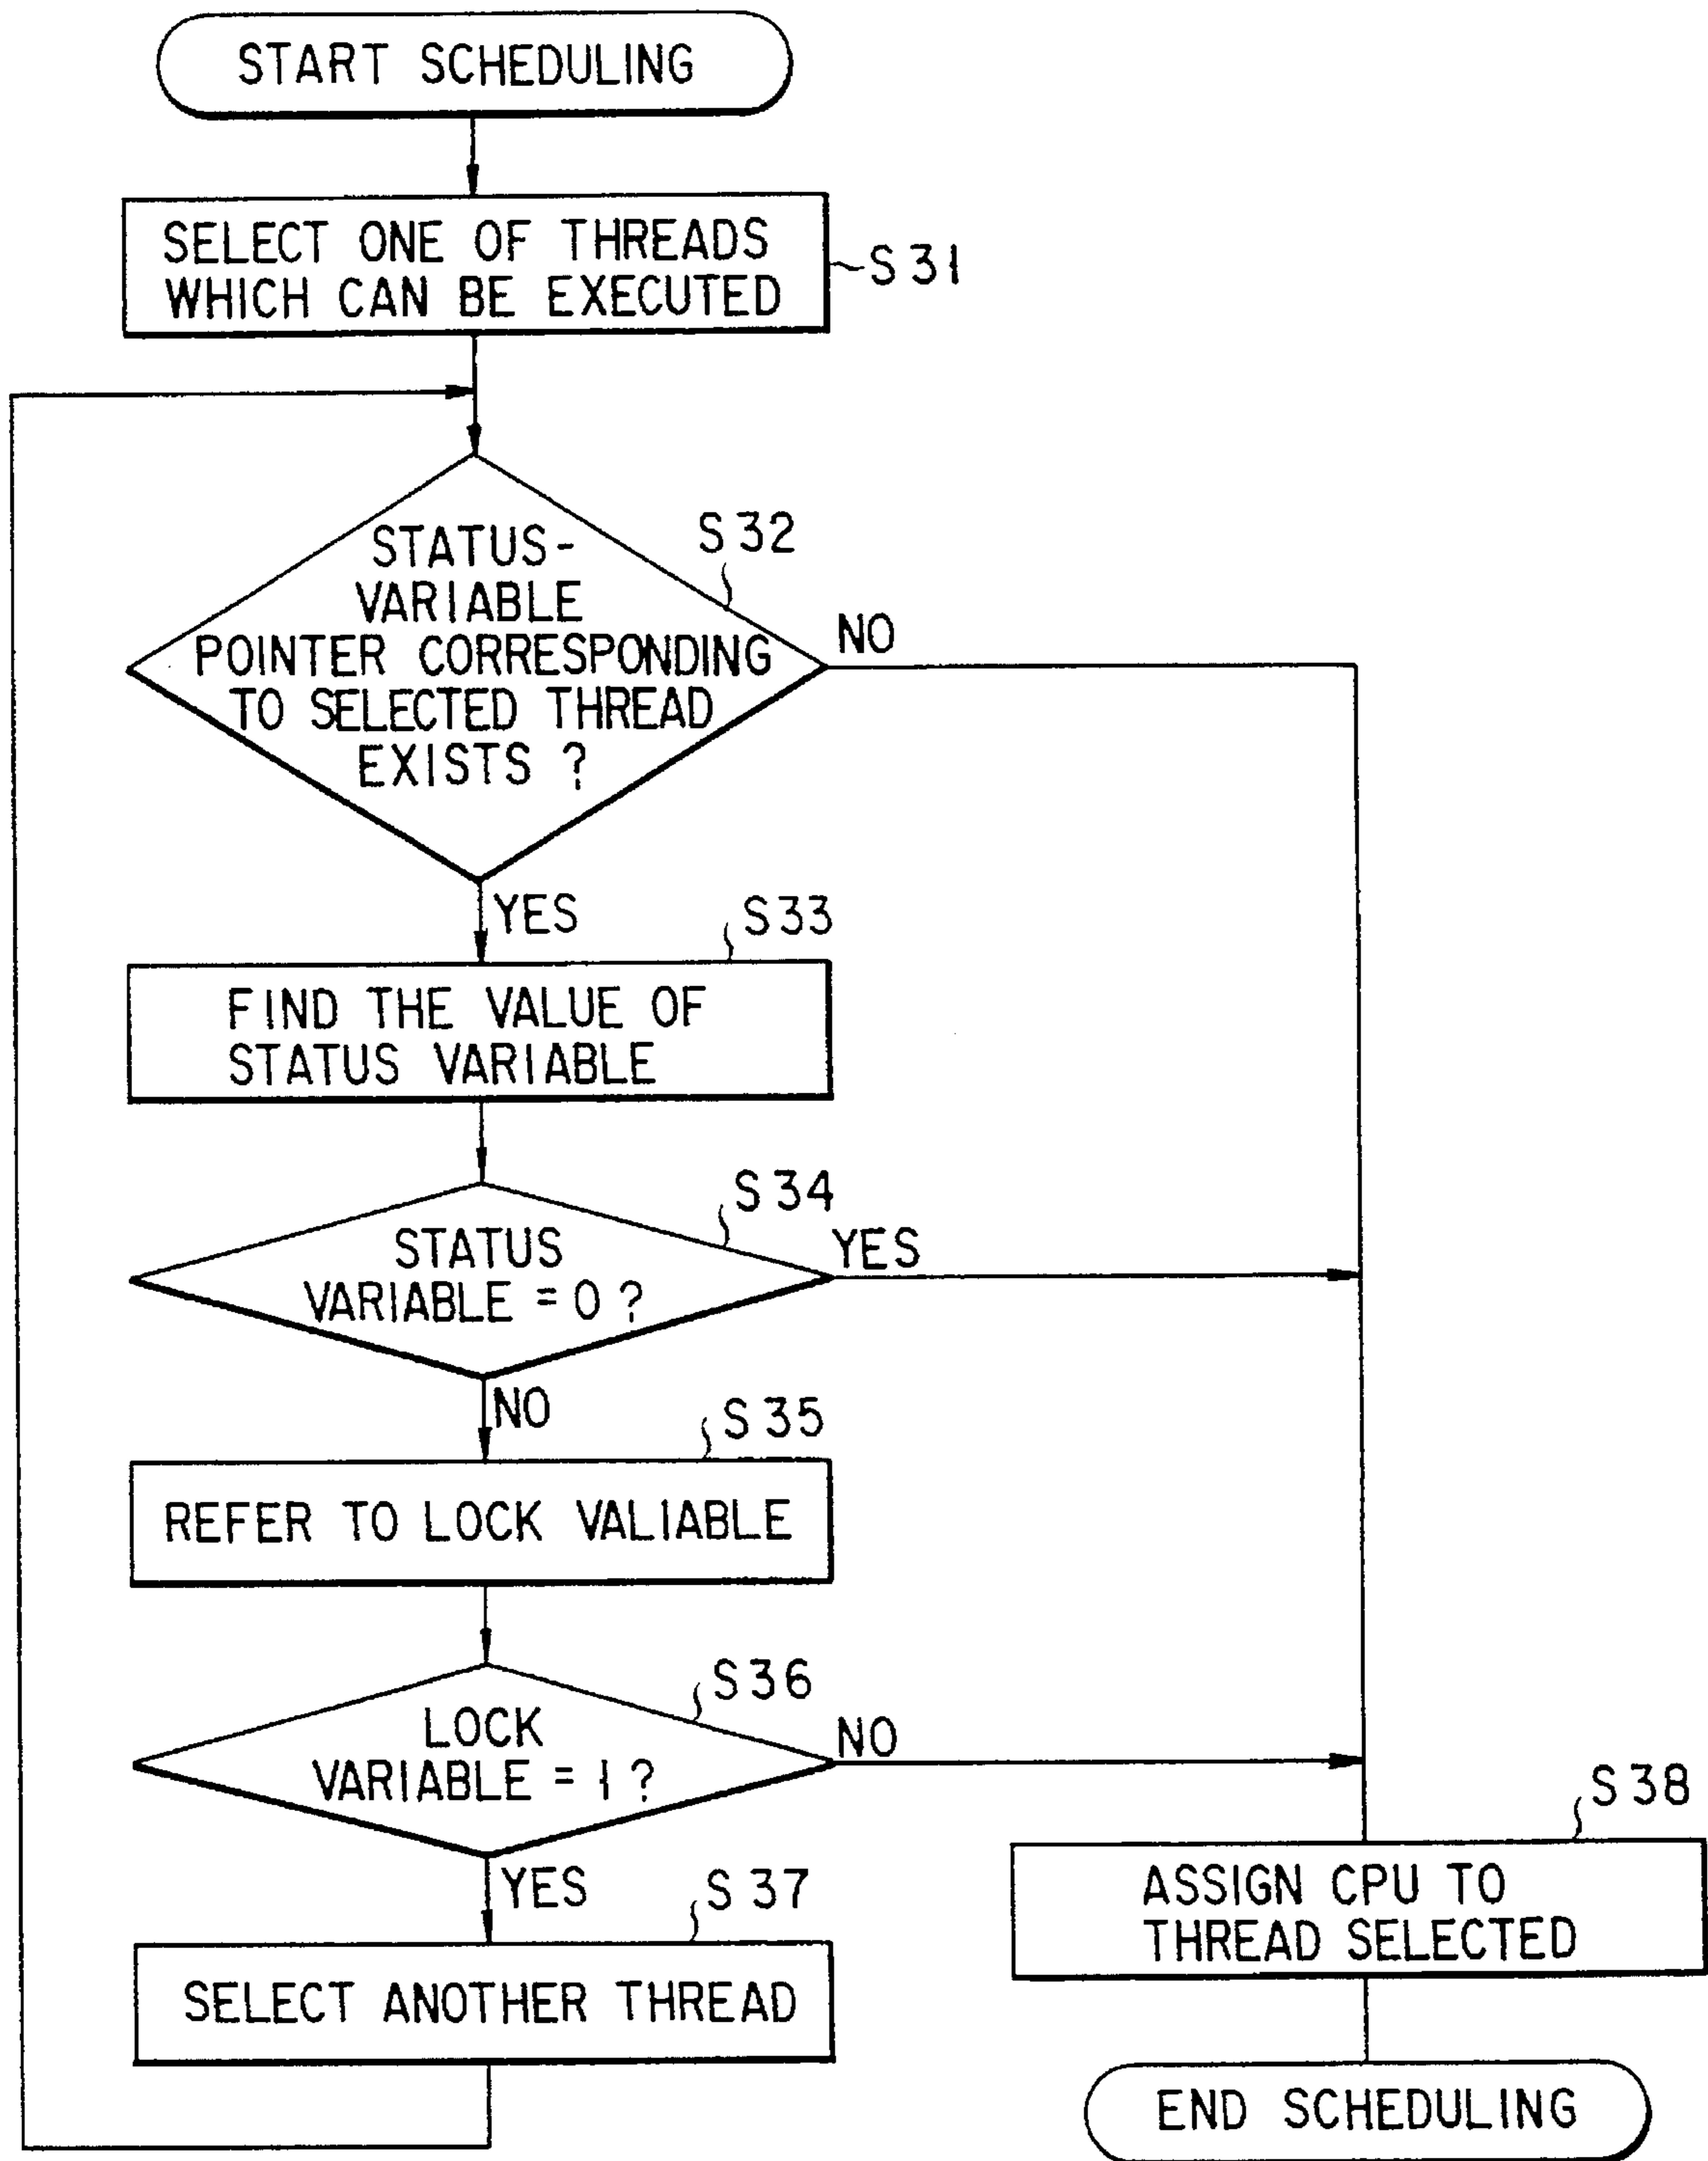 START SCHEDULING
SELECT ONE OF THREADS
WHICH CAN BE EXECUTED
S31
STATUS-
VARIABLE
POINTER CORRESPONDING
TO SELECTED THREAD
EXISTS ?
S32
NO
YES
S33
FIND THE VALUE OF
STATUS VARIABLE
S34
STATUS
VARIABLE = 0 ?
YES
NO
S35
REFER TO LOCK VALIABLE
S36
LOCK
VARIABLE = 1 ?
NO
YES
S37
SELECT ANOTHER THREAD
S38
ASSIGN CPU TO
THREAD SELECTED
END SCHEDULING